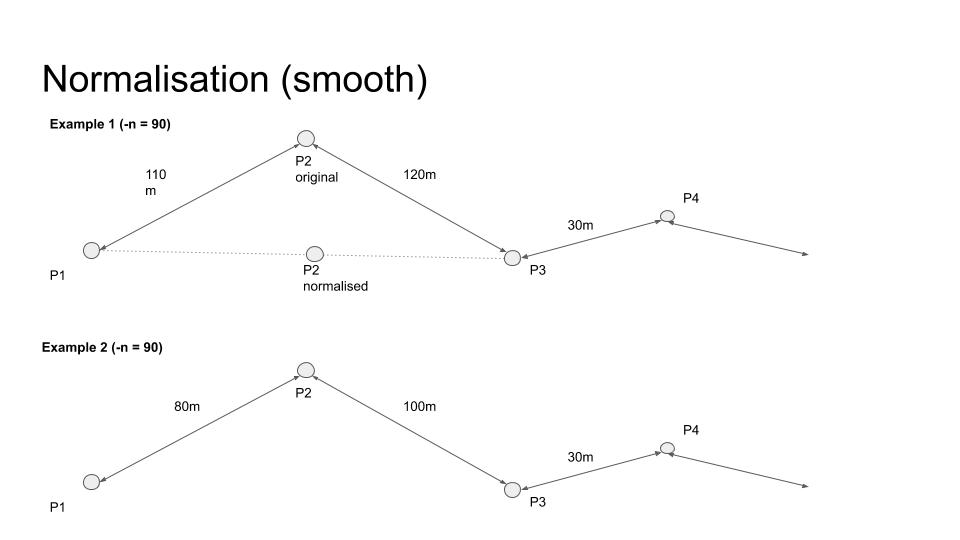 Normalisation (smooth)
Example 1 (-n = 90)
110
m
P2
original
120m
P4
30m
P1
P2
normalised
P3
Example 2 (-n = 90)
80m
P2
100m
P4
30m
P1
P3